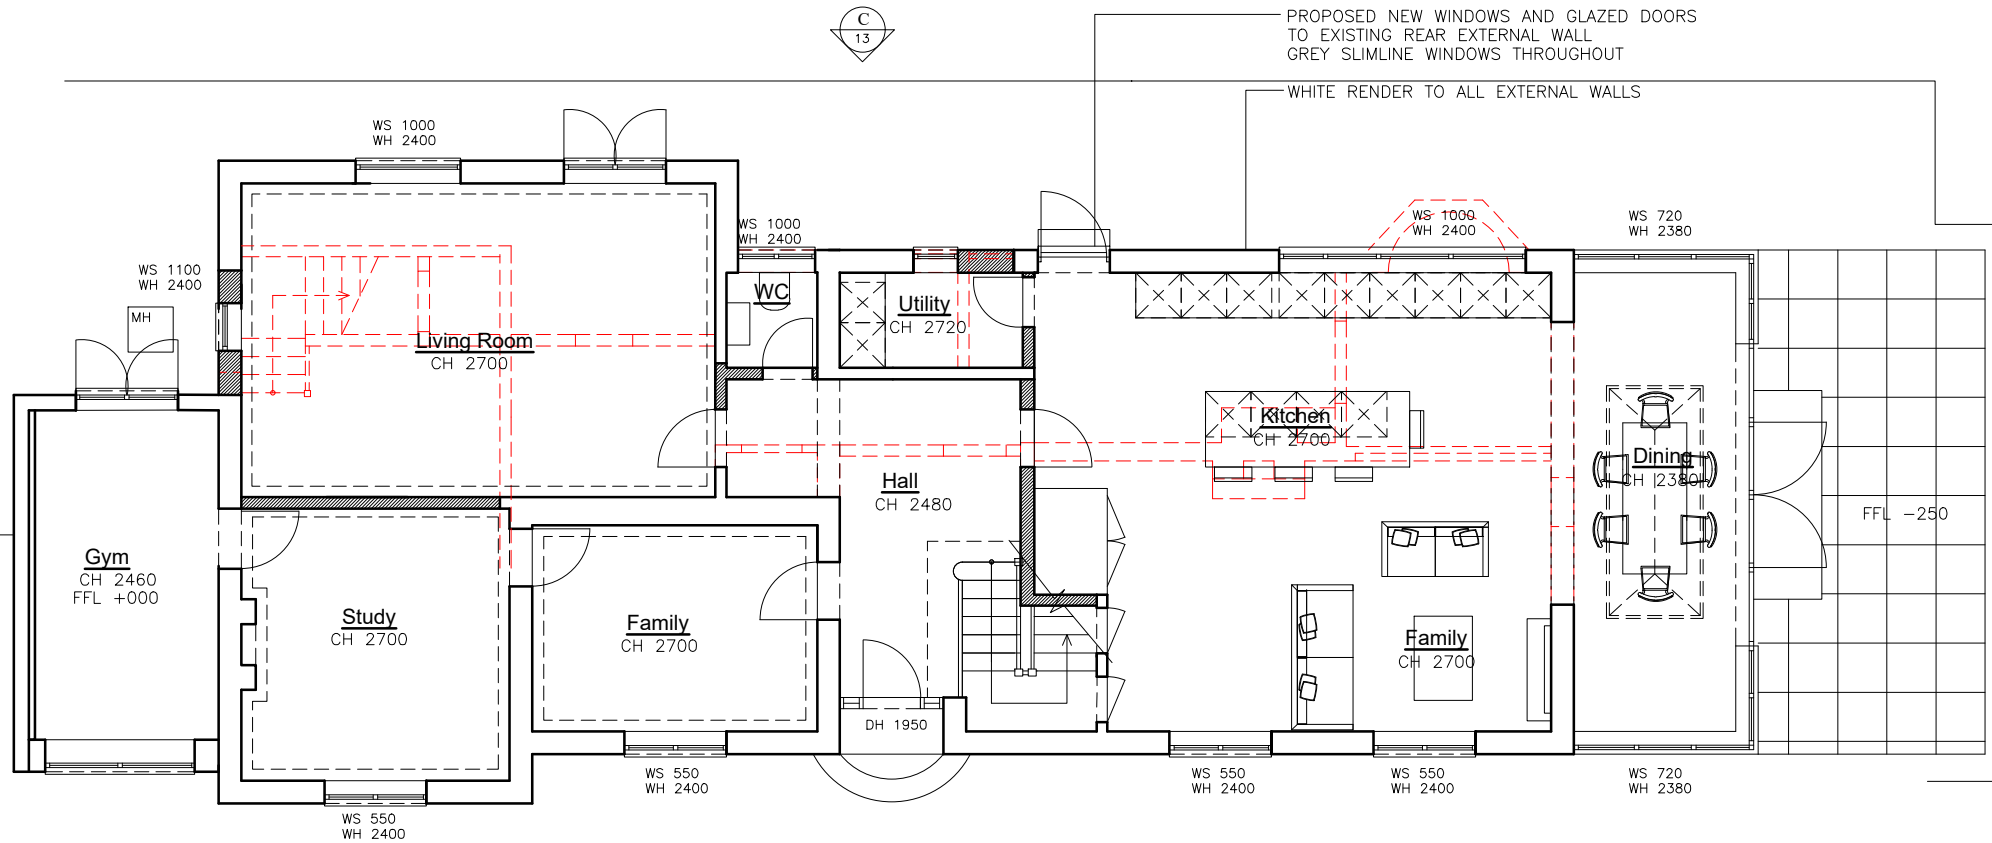 C
13
PROPOSED NEW WINDOWS AND GLAZED DOORS
TO EXISTING REAR EXTERNAL WALL
GREY SLIMLINE WINDOWS THROUGHOUT
WHITE RENDER TO ALL EXTERNAL WALLS
WS 1000
WH 2400
WS 1000
WH 2400
WS 1000
WH 2400
WS 720
WH 2380
WS 1100
WH 2400
MH
WC
Utility
CH 2720
Living Room
CH 2700
Kitchen
CH 2700
Dining
CH 2380
Hall
CH 2480
FFL -250
Gym
CH 2460
FFL +000
Study
CH 2700
Family
CH 2700
Family
CH 2700
DH 1950
WS 550
WH 2400
WS 550
WH 2400
WS 550
WH 2400
WS 720
WH 2380
WS 550
WH 2400